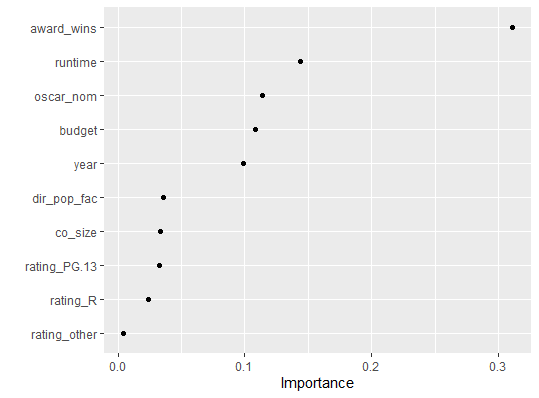 award_wins
runtime
oscar_nom
budget
year
dir_pop_fac
co_size
rating_PG.13
rating_R
rating_other
0.0 0.1 0.2 0.3
Importance